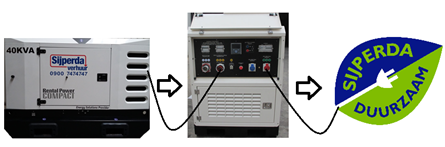 40KVA
Sijperda
verhuur
0900 7474747
Rental Power
COMPACT
SIJPERDA
DUURZAAM